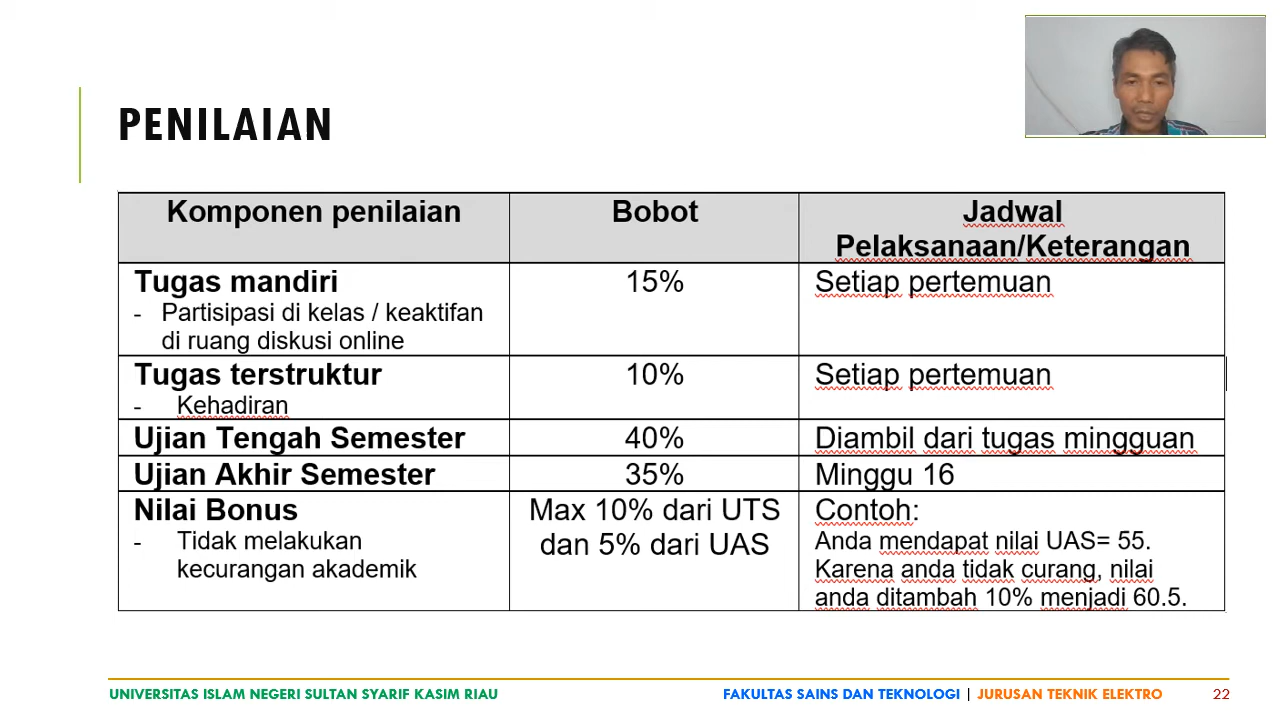 PENILAIAN
Komponen penilaian
Bobot
Jadwal
Pelaksanaan/Keterangan
Tugas mandiri
- Partisipasi di kelas / keaktifan
di ruang diskusi online
15%
Setiap pertemuan
Tugas terstruktur
- Kehadiran
10%
Setiap pertemuan
Ujian Tengah Semester
40%
Diambil dari tugas mingguan
Ujian Akhir Semester
35%
Minggu 16
Nilai Bonus
- Tidak melakukan
kecurangan akademik
Max 10% dari UTS
dan 5% dari UAS
Contoh:
Anda mendapat nilai UAS= 55.
Karena anda tidak curang, nilai
anda ditambah 10% menjadi 60.5.
UNIVERSITAS ISLAM NEGERI SULTAN SYARIF KASIM RIAU
FAKULTAS SAINS DAN TEKNOLOGI | JURUSAN TEKNIK ELEKTRO
22